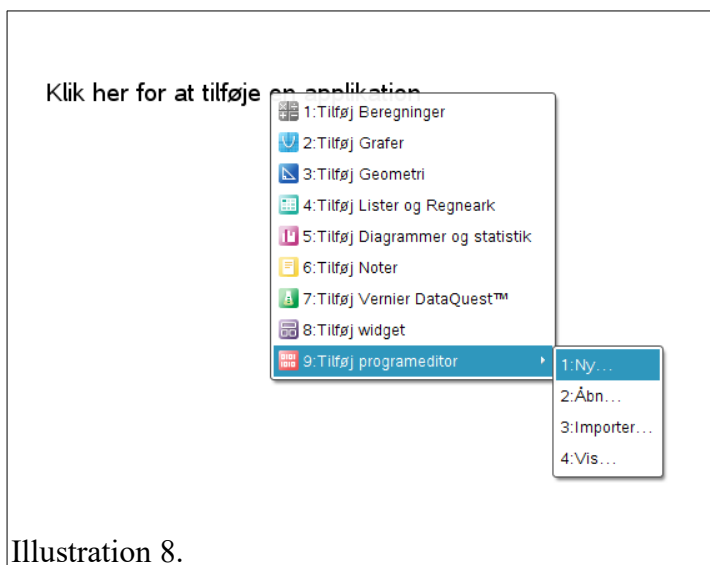 Klik her for at tilføje en applikation
1:Tilføj Beregninger
2:Tilføj Grafer
3:Tilføj Geometri
4:Tilføj Lister og Regneark
5:Tilføj Diagrammer og statistik
6:Tilføj Noter
7:Tilføj Vernier DataQuest™
8:Tilføj widget
9:Tilføj programeditor
1:Ny...
2:Åbn...
3:Importer...
4:Vis...
Illustration 8.